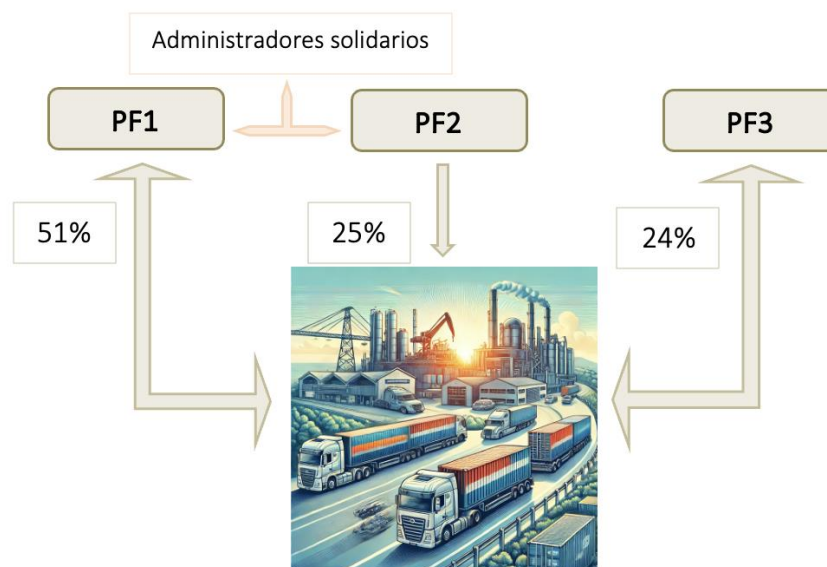 Administradores solidarios
PF1
PF2
PF3
51%
25%
24%